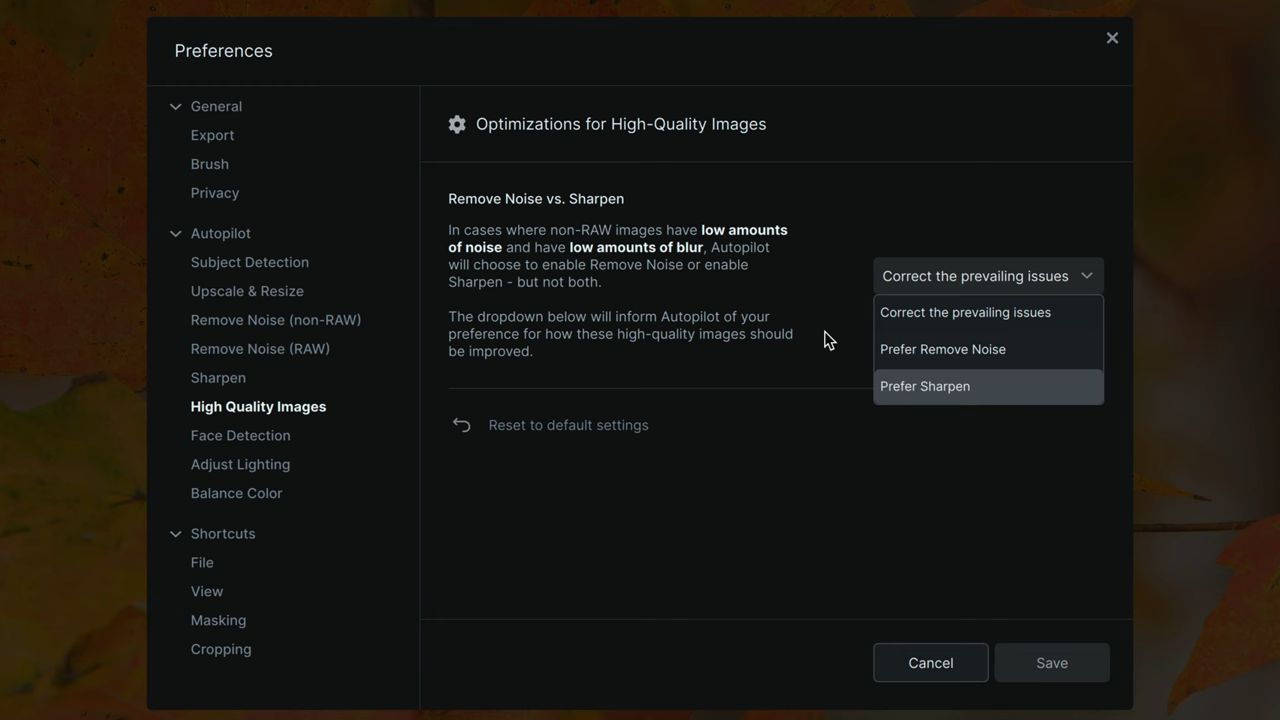 Preferences
General
Export
Brush
Privacy
Autopilot
Subject Detection
Upscale & Resize
Remove Noise (non-RAW)
Remove Noise (RAW)
Sharpen
High Quality Images
Face Detection
Adjust Lighting
Balance Color
Shortcuts
File
View
Masking
Cropping
Optimizations for High-Quality Images
Remove Noise vs. Sharpen
In cases where non-RAW images have low amounts
of noise and have low amounts of blur, Autopilot
will choose to enable Remove Noise or enable
Sharpen - but not both.
The dropdown below will inform Autopilot of your
preference for how these high-quality images should
be improved.
Correct the prevailing issues
Correct the prevailing issues
Prefer Remove Noise
Prefer Sharpen
Reset to default settings
Cancel
Save